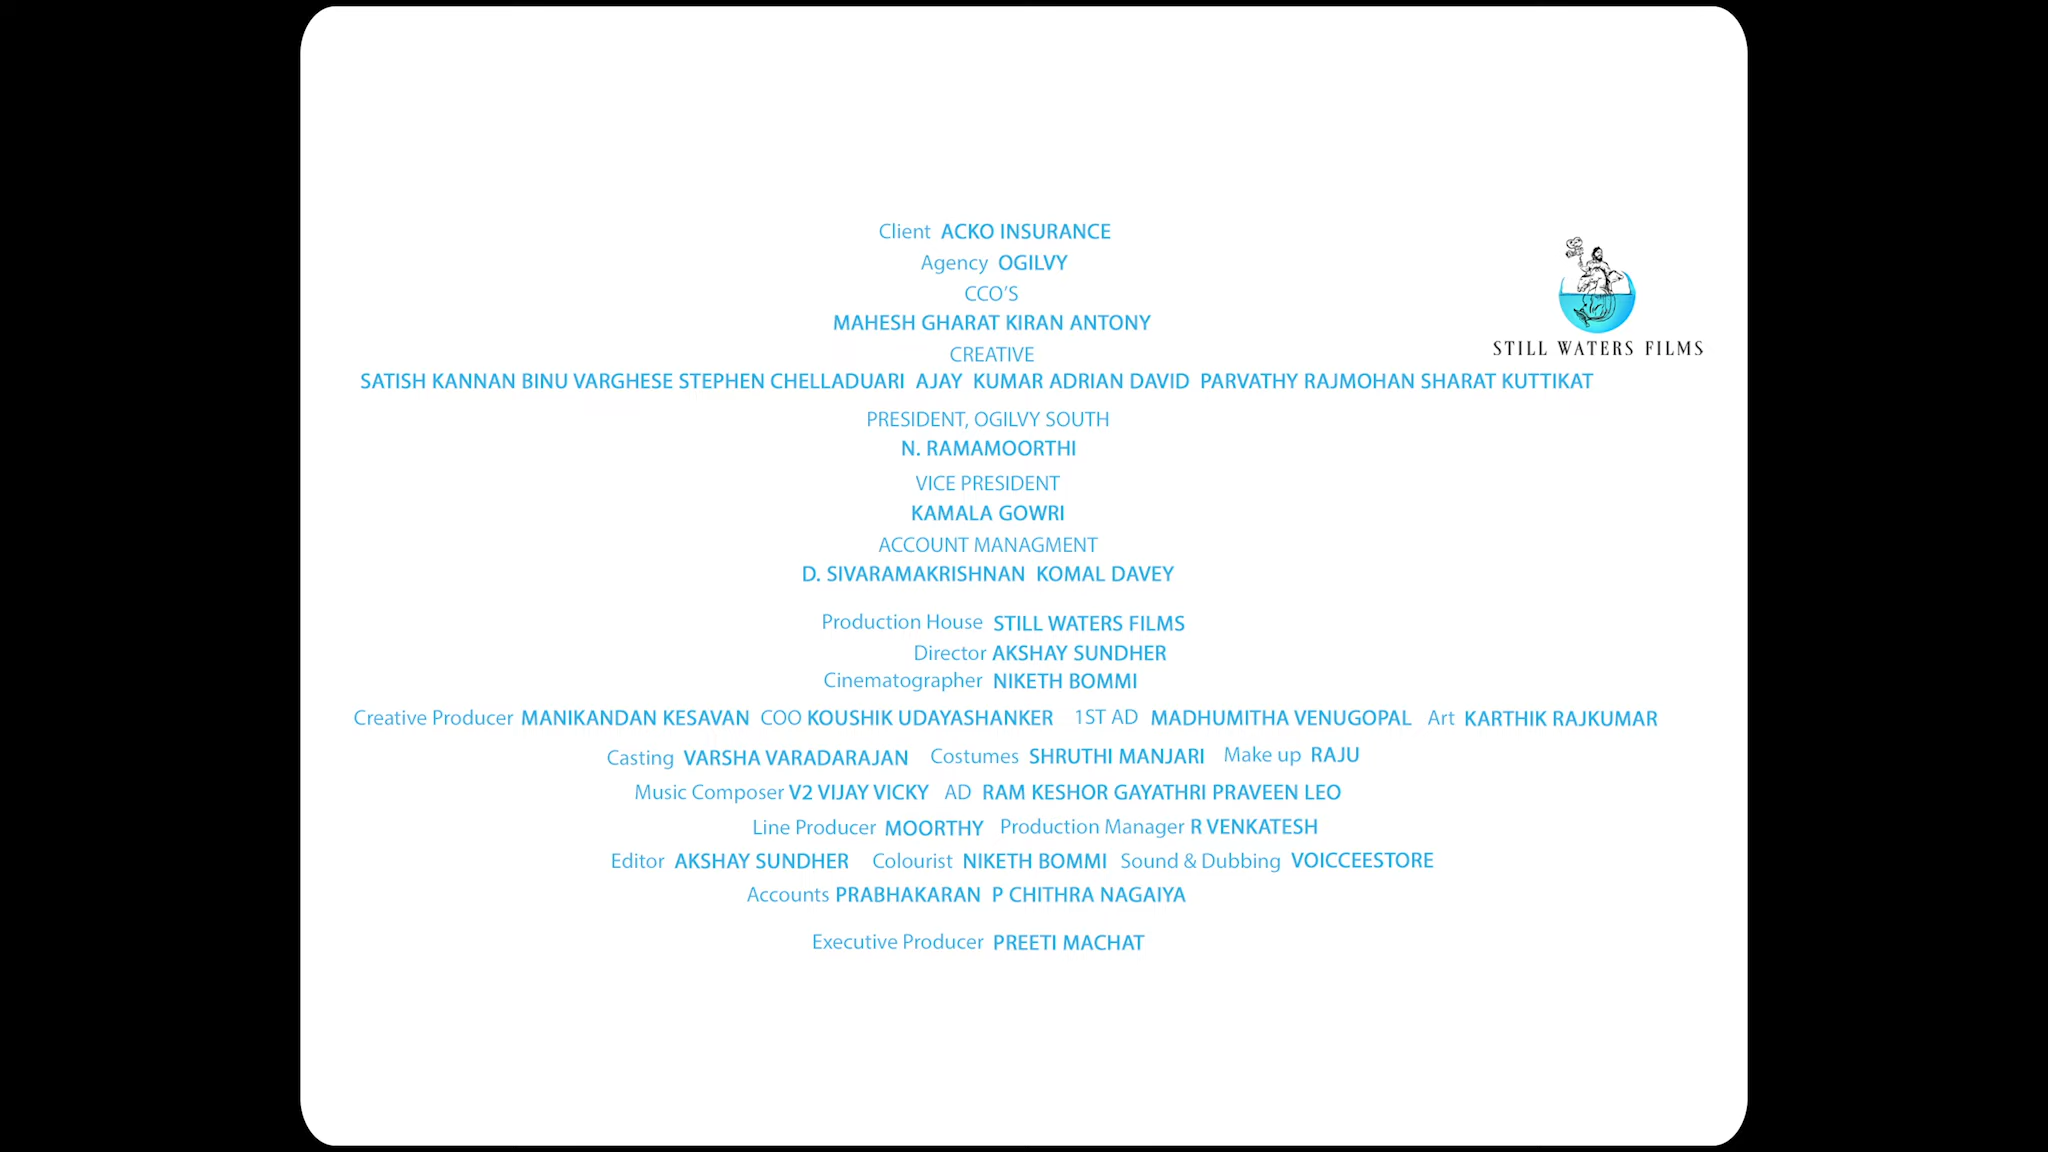 Client ACKO INSURANCE
Agency OGILVY
CCO'S
MAHESH GHARAT KIRAN ANTONY
CREATIVE
SATISH KANNAN BINU VARGHESE STEPHEN CHELLADUARI AJAY KUMAR ADRIAN DAVID PARVATHY RAJMOHAN SHARAT KUTTIKAT
STILL WATERS FILMS
PRESIDENT, OGILVY SOUTH
N. RAMAMOORTHI
VICE PRESIDENT
KAMALA GOWRI
ACCOUNT MANAGMENT
D. SIVARAMAKRISHNAN KOMAL DAVEY
Production House STILL WATERS FILMS
Director AKSHAY SUNDHER
Cinematographer NIKETH BOMMI
Creative Producer MANIKANDAN KESAVAN COO KOUSHIK UDAYASHANKER 1ST AD MADHUMITHA VENUGOPAL Art KARTHIK RAJKUMAR
Casting VARSHA VARADARAJAN Costumes SHRUTHI MANJARI Make up RAJU
Music Composer V2 VIJAY VICKY AD RAM KESHOR GAYATHRI PRAVEEN LEO
Line Producer MOORTHY Production Manager R VENKATESH
Editor AKSHAY SUNDHER Colourist NIKETH BOMMI Sound & Dubbing VOICCEESTORE
Accounts PRABHAKARAN P CHITHRA NAGAIYA
Executive Producer PREETI MACHAT